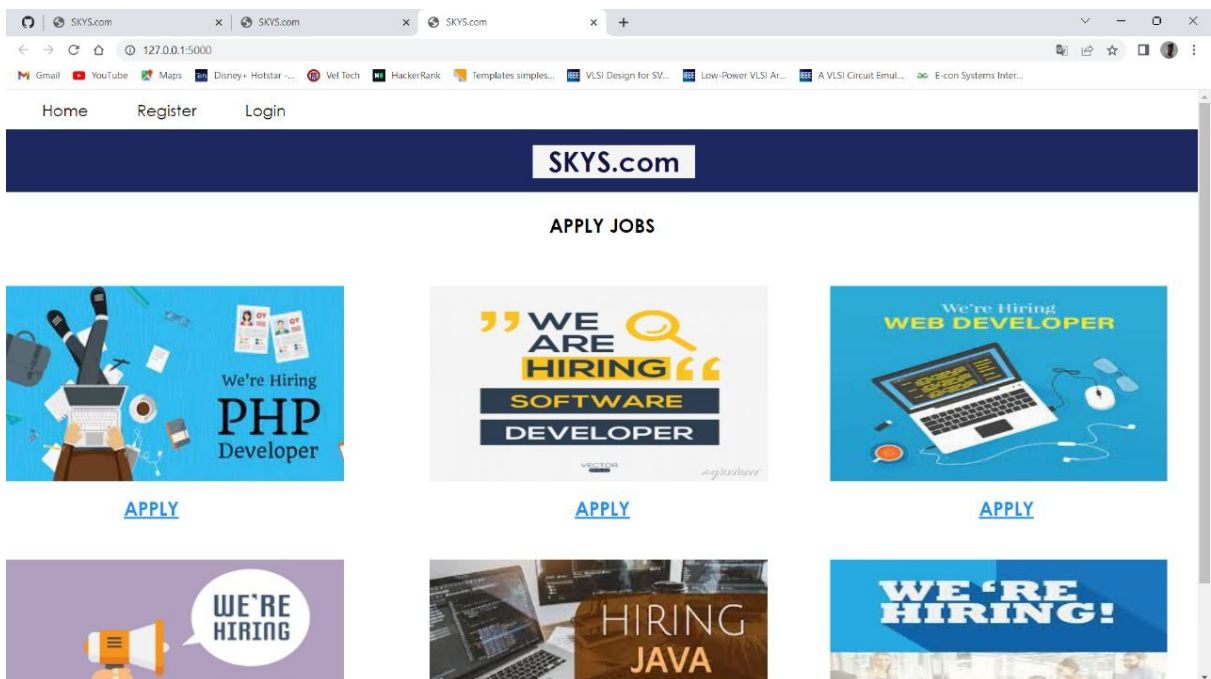 SKYS.com
SKYS.com
SKYS.com
127.0.0.1:5000
Gmail YouTube Maps Disney+ Hotstar -... Vel Tech HackerRank Templates simples... VLSI Design for SV... Low-Power VLSI Ar... A VLSI Circuit Emul... E-con Systems Inter...
Home Register Login
SKYS.com
APPLY JOBS
We're Hiring
PHP
Developer
WE
ARE
HIRING
SOFTWARE
DEVELOPER
VECTOR
We're Hiring
WEB DEVELOPER
APPLY
APPLY
APPLY
WE'RE
HIRING
HIRING
JAVA
WE'RE
HIRING!